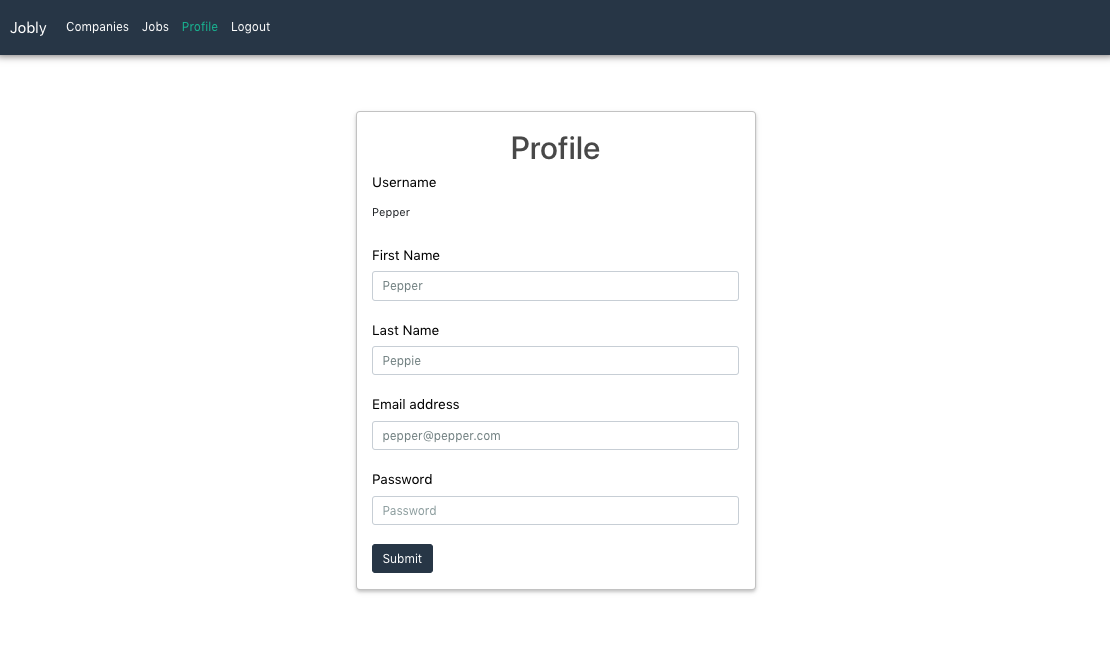 Jobly Companies Jobs Profile Logout
Profile
Username
Pepper
First Name
Pepper
Last Name
Peppie
Email address
pepper@pepper.com
Password
Password
Submit